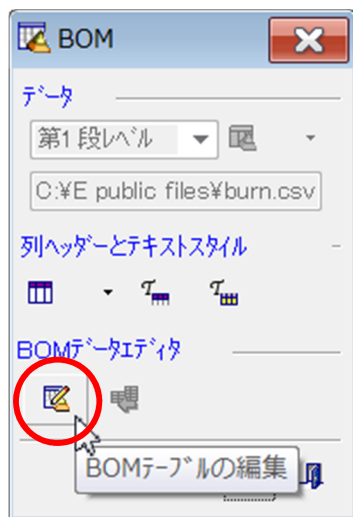 BOM
ﾃﾞｰﾀ
第1段ﾚﾍﾞﾙ
C:¥E public files¥burn.csv
列ﾍｯﾀﾞｰとﾃｷｽﾄｽﾀｲﾙ
BOMﾃﾞｰﾀｴﾃﾞｨﾀ
BOMﾃｰﾌﾞﾙの編集